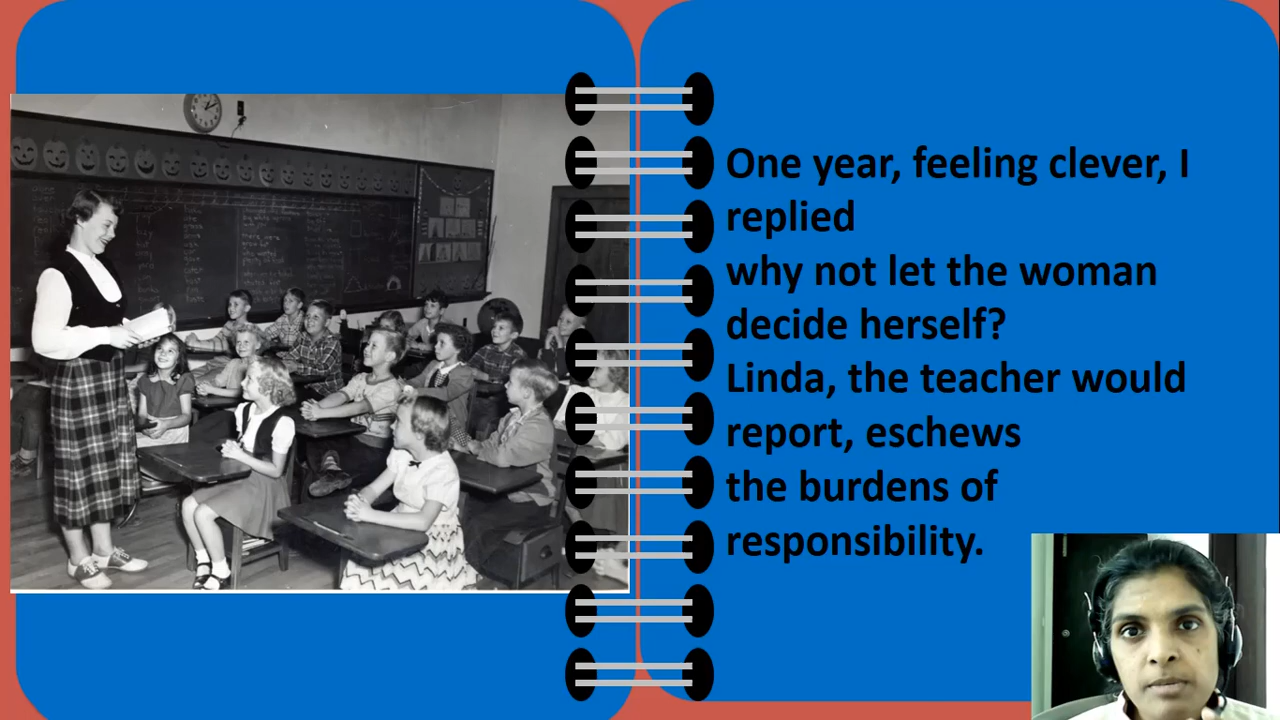 One year, feeling clever, I
replied
why not let the woman
decide herself?
Linda, the teacher would
report, eschews
the burdens of
responsibility.